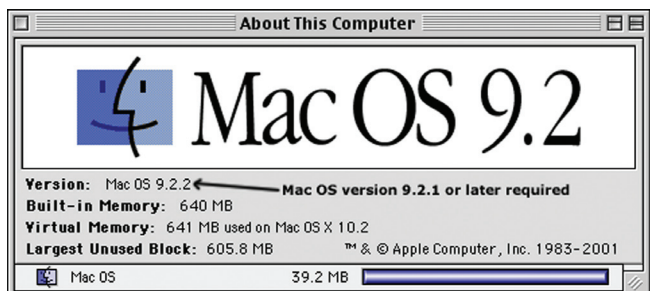 About This Computer
Mac OS 9.2
Version: Mac OS 9.2.2
Mac OS version 9.2.1 or later required
Built-in Memory: 640 MB
Virtual Memory: 641 MB used on Mac OS X 10.2
Largest Unused Block: 605.8 MB ™ & © Apple Computer, Inc. 1983-2001
Mac OS 39.2 MB